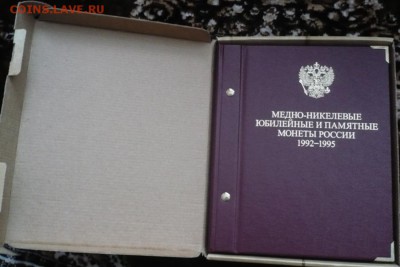 COINS.LAVE.RU
МЕДНО-НИКЕЛЕВЫЕ
ЮБИЛЕЙНЫЕ И ПАМЯТНЫЕ
МОНЕТЫ РОССИИ
1992–1995